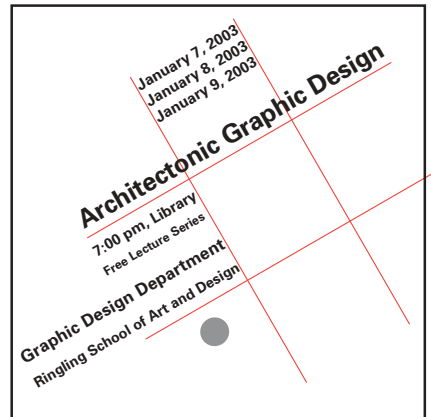 January 7, 2003
January 8, 2003
January 9, 2003
Architectonic Graphic Design
7:00 pm, Library
Free Lecture Series
Graphic Design Department
Ringling School of Art and Design